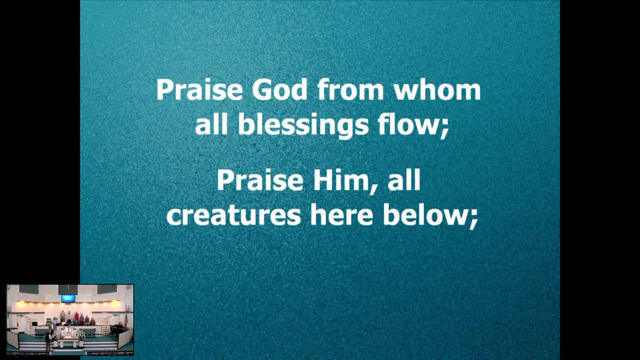 Praise God from whom
all blessings flow;
Praise Him, all
creatures here below;